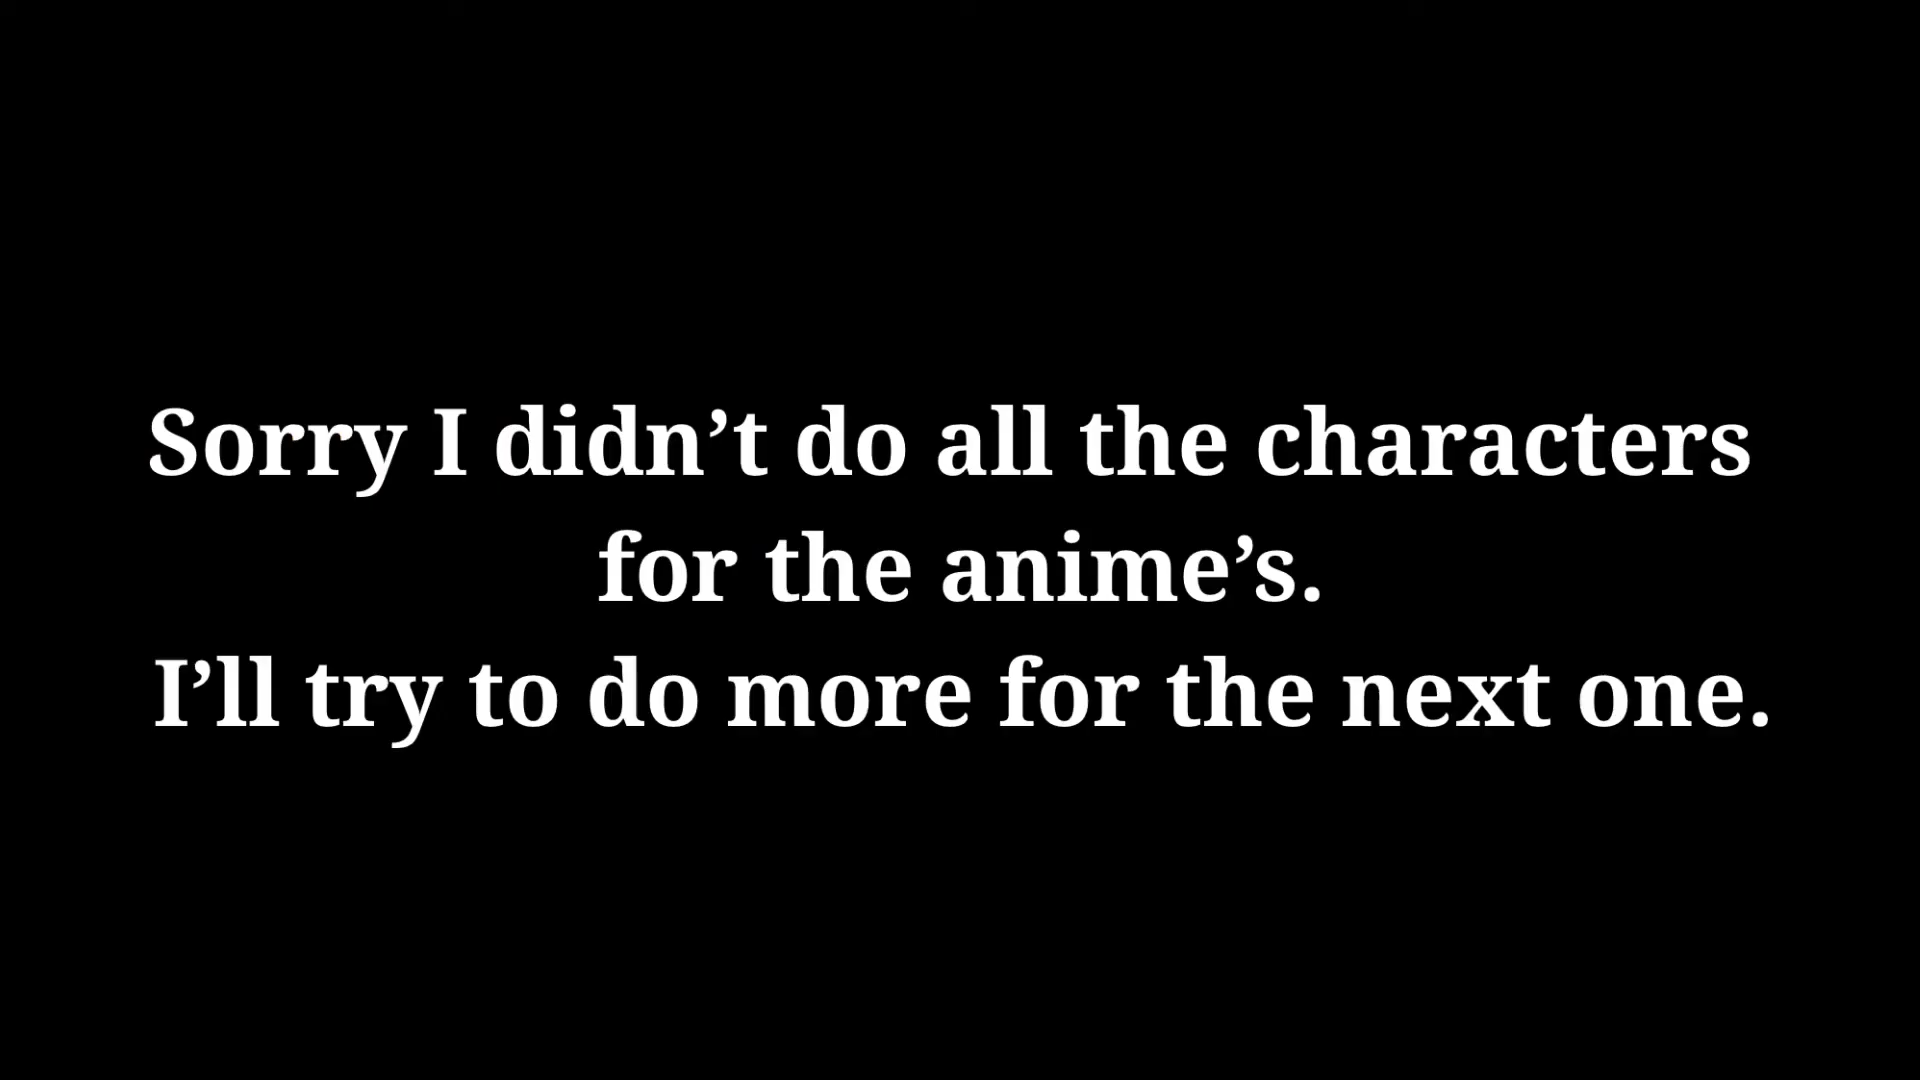 Sorry I didn’t do all the characters
for the anime’s.
I’ll try to do more for the next one.